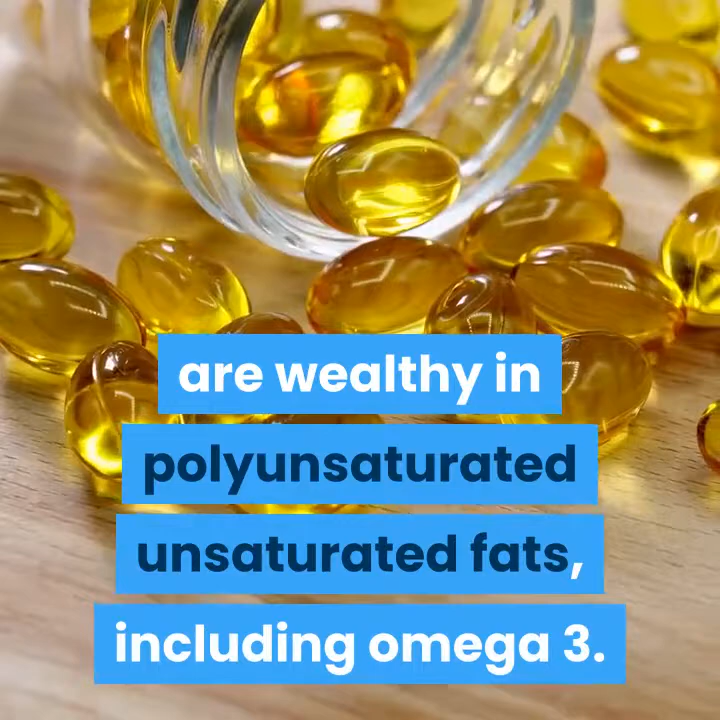 are wealthy in
polyunsaturated
unsaturated fats,
including omega 3.